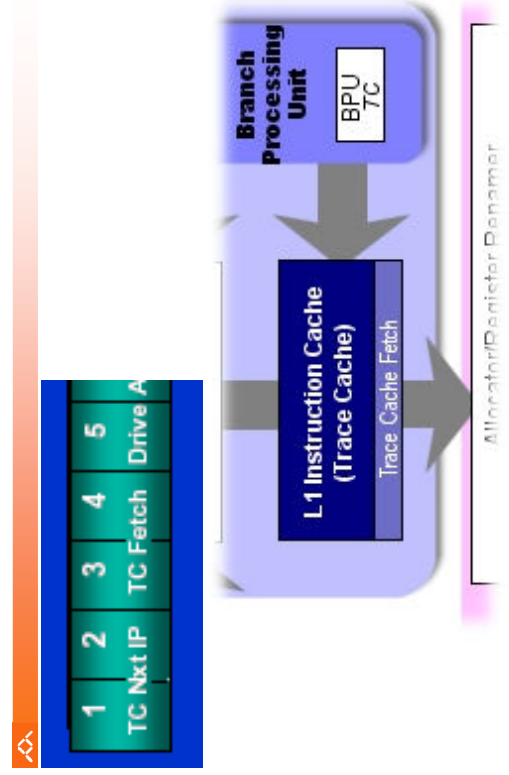 1 2 3 4 5
TC Nxt IP TC Fetch Drive A
Branch
Processing
Unit
BPU
TC
L1 Instruction Cache
(Trace Cache)
Trace Cache Fetch
Allocator/Register Renamer